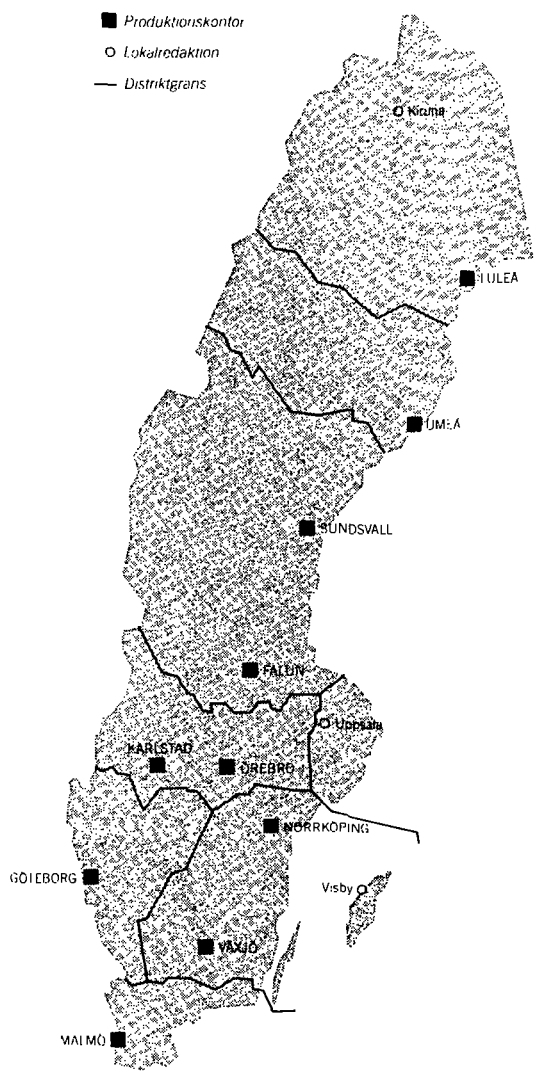 Produktionskontor
Lokalredaktion
Distriktgräns
Kiruna
LULEÅ
UMEÅ
SUNDSVALL
FALUN
Uppsala
KARLSTAD
ÖREBRO
NORRKÖPING
GÖTEBORG
Visby
VÄXJÖ
MALMÖ